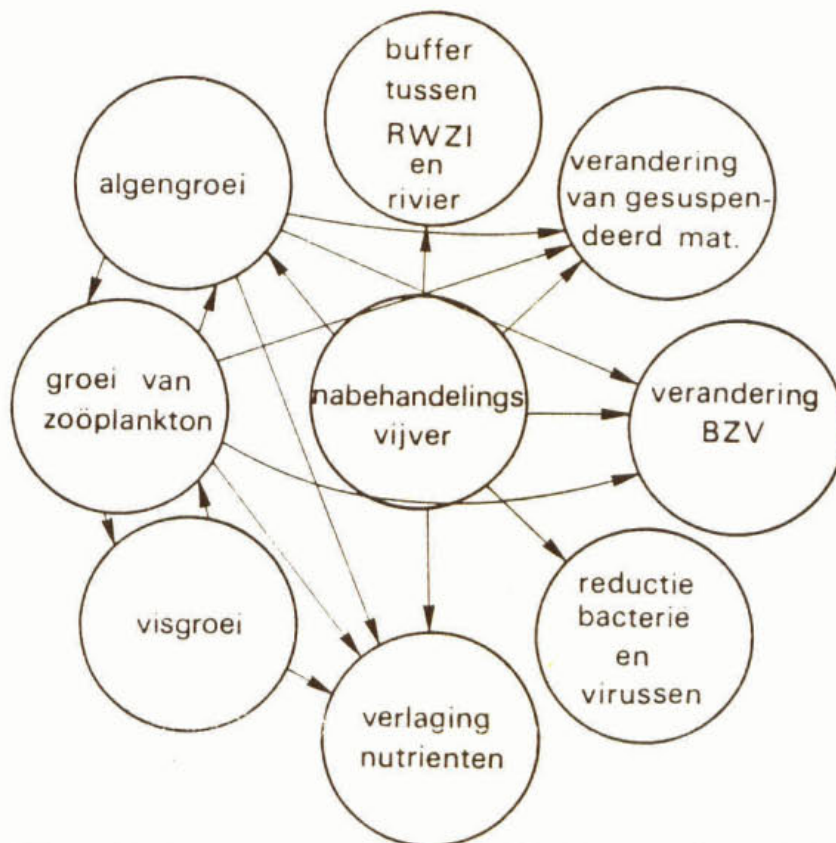 buffer
tussen
RWZI
en
rivier
algengroei
verandering
van gesuspen-
deerd mat.
groei van
zoöplankton
nabehandelings
vijver
verandering
BZV
visgroei
reductie
bacterie
en
virussen
verlaging
nutrienten